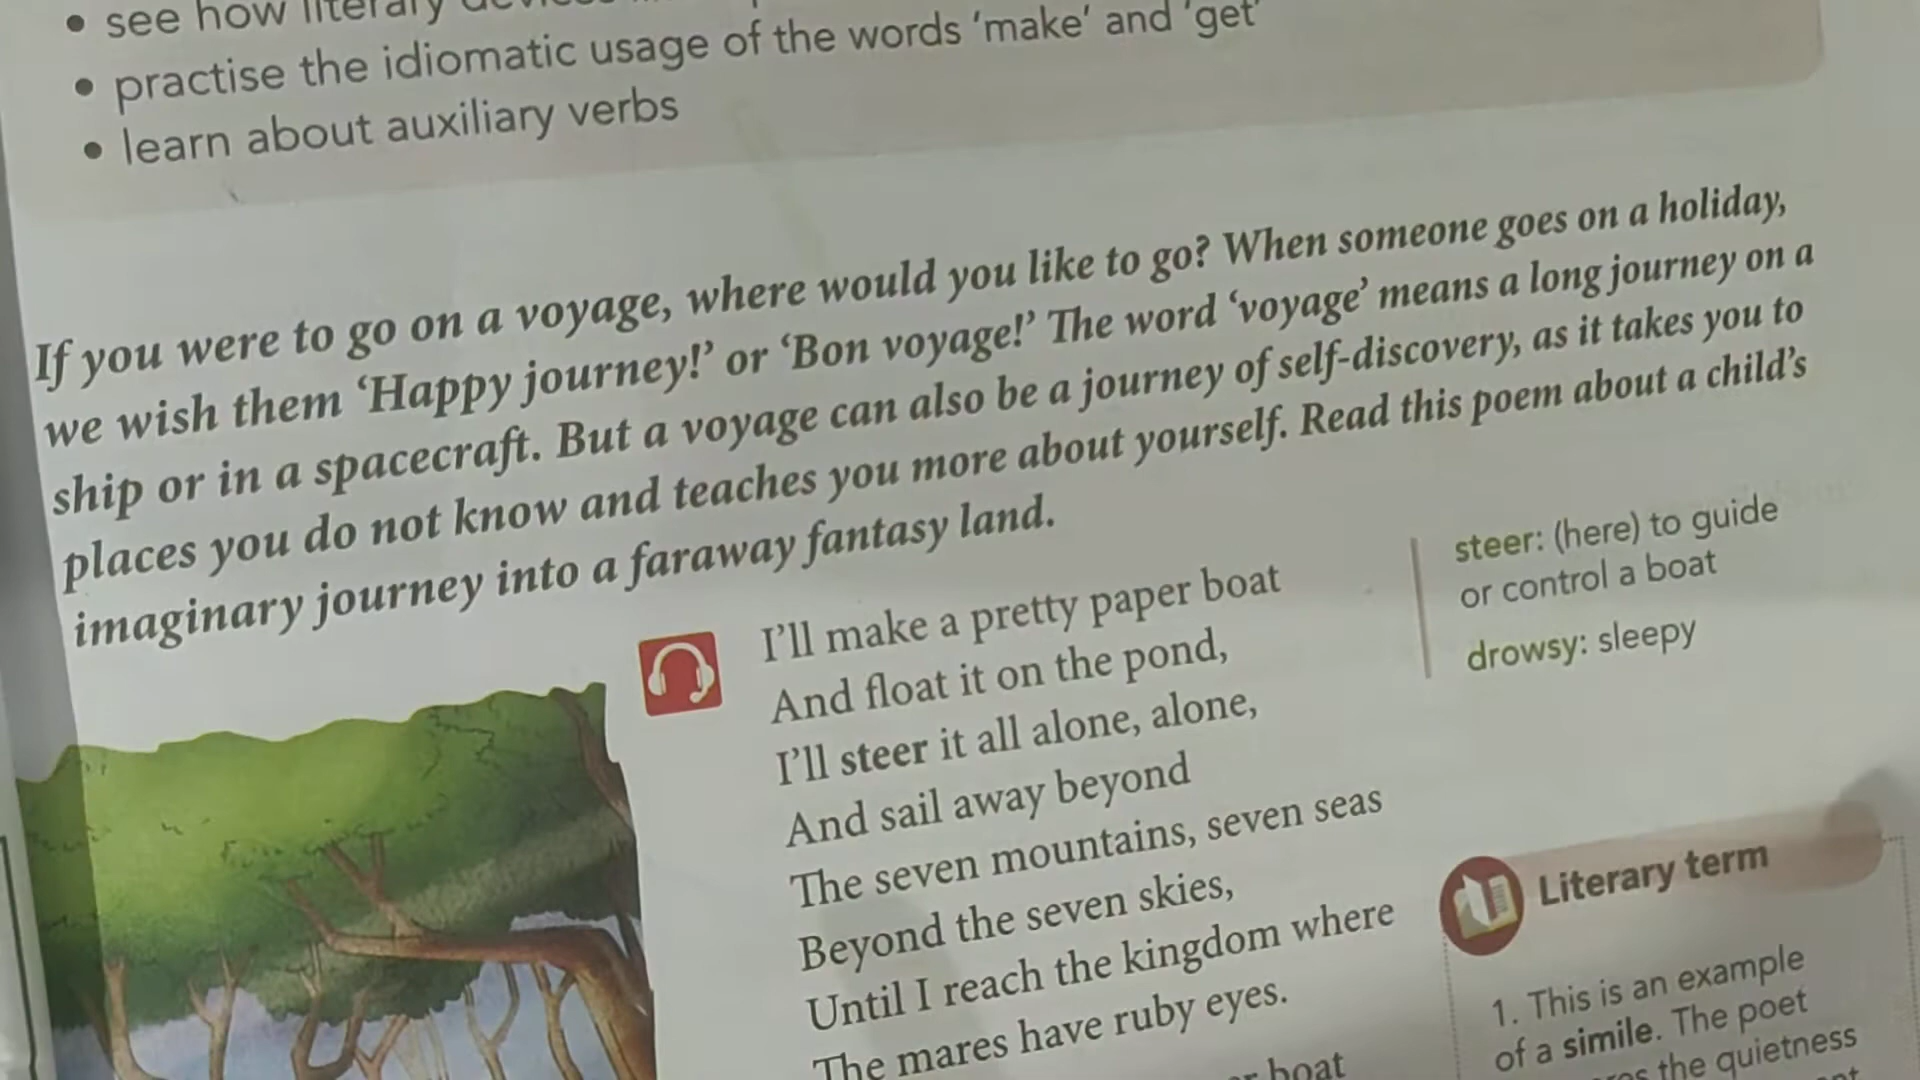 • see how literary
• practise the idiomatic usage of the words ‘make’ and ‘get’
• learn about auxiliary verbs
If you were to go on a voyage, where would you like to go? When someone goes on a holiday,
we wish them ‘Happy journey!’ or ‘Bon voyage!’ The word ‘voyage’ means a long journey on a
ship or in a spacecraft. But a voyage can also be a journey of self-discovery, as it takes you to
places you do not know and teaches you more about yourself. Read this poem about a child’s
imaginary journey into a faraway fantasy land.
I’ll make a pretty paper boat
And float it on the pond,
I’ll steer it all alone, alone,
And sail away beyond
The seven mountains, seven seas
Beyond the seven skies,
Until I reach the kingdom where
The mares have ruby eyes.
boat
steer: (here) to guide
or control a boat
drowsy: sleepy
Literary term
1. This is an example
of a simile. The poet
the quietness